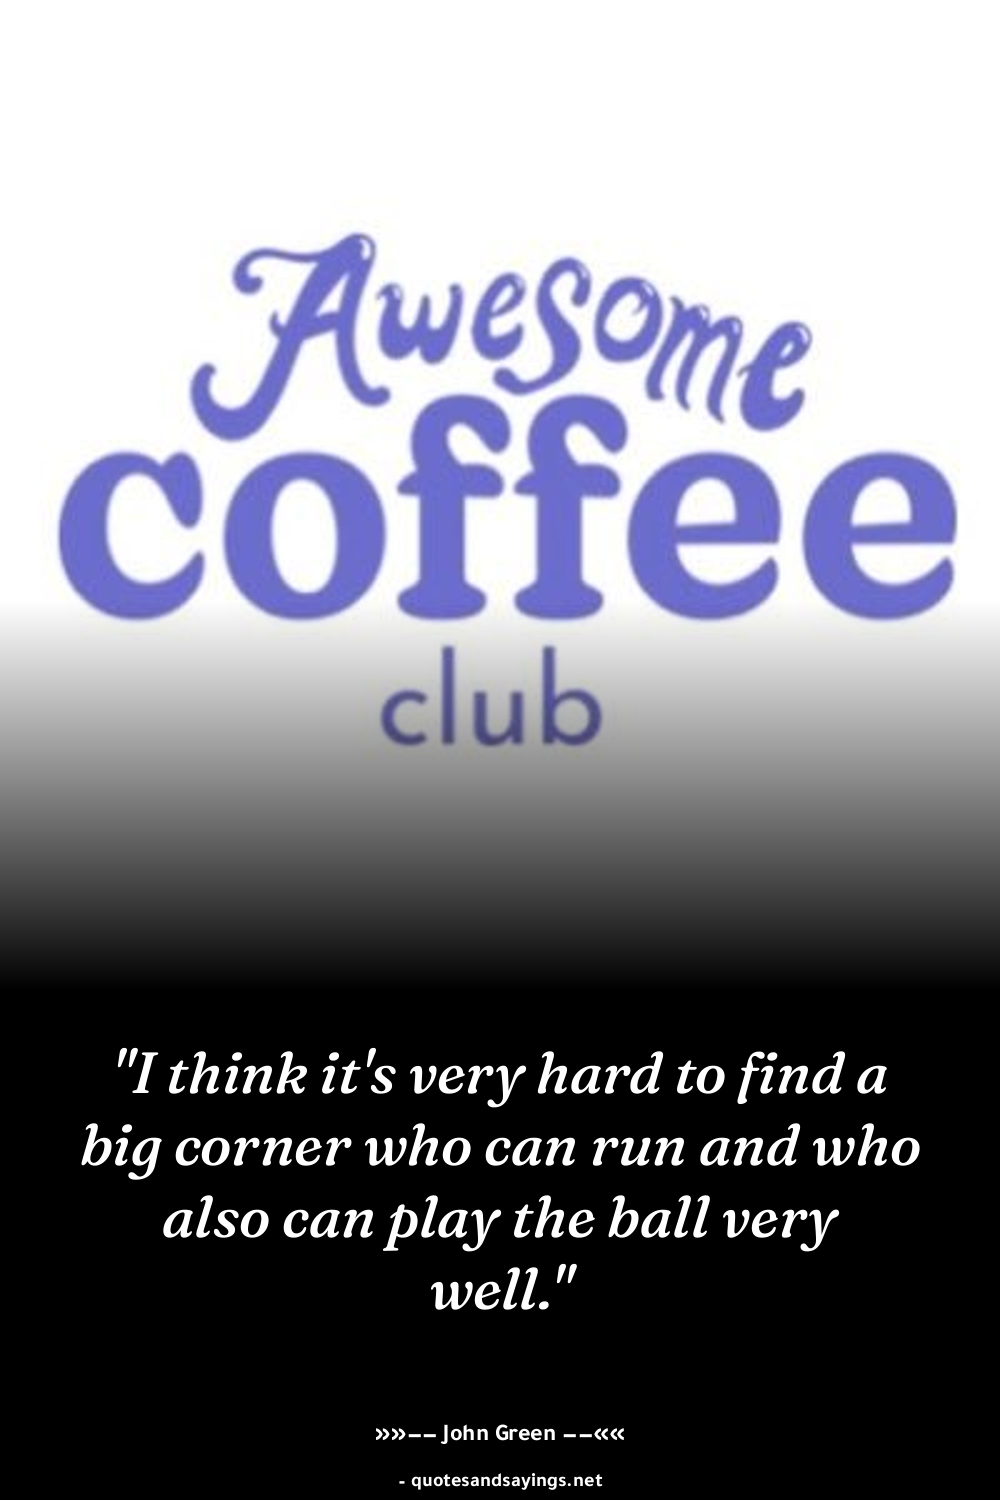 Awesome
coffee
club
"I think it's very hard to find a
big corner who can run and who
also can play the ball very
well."
»»–– John Green ––««
- quotesandsayings.net